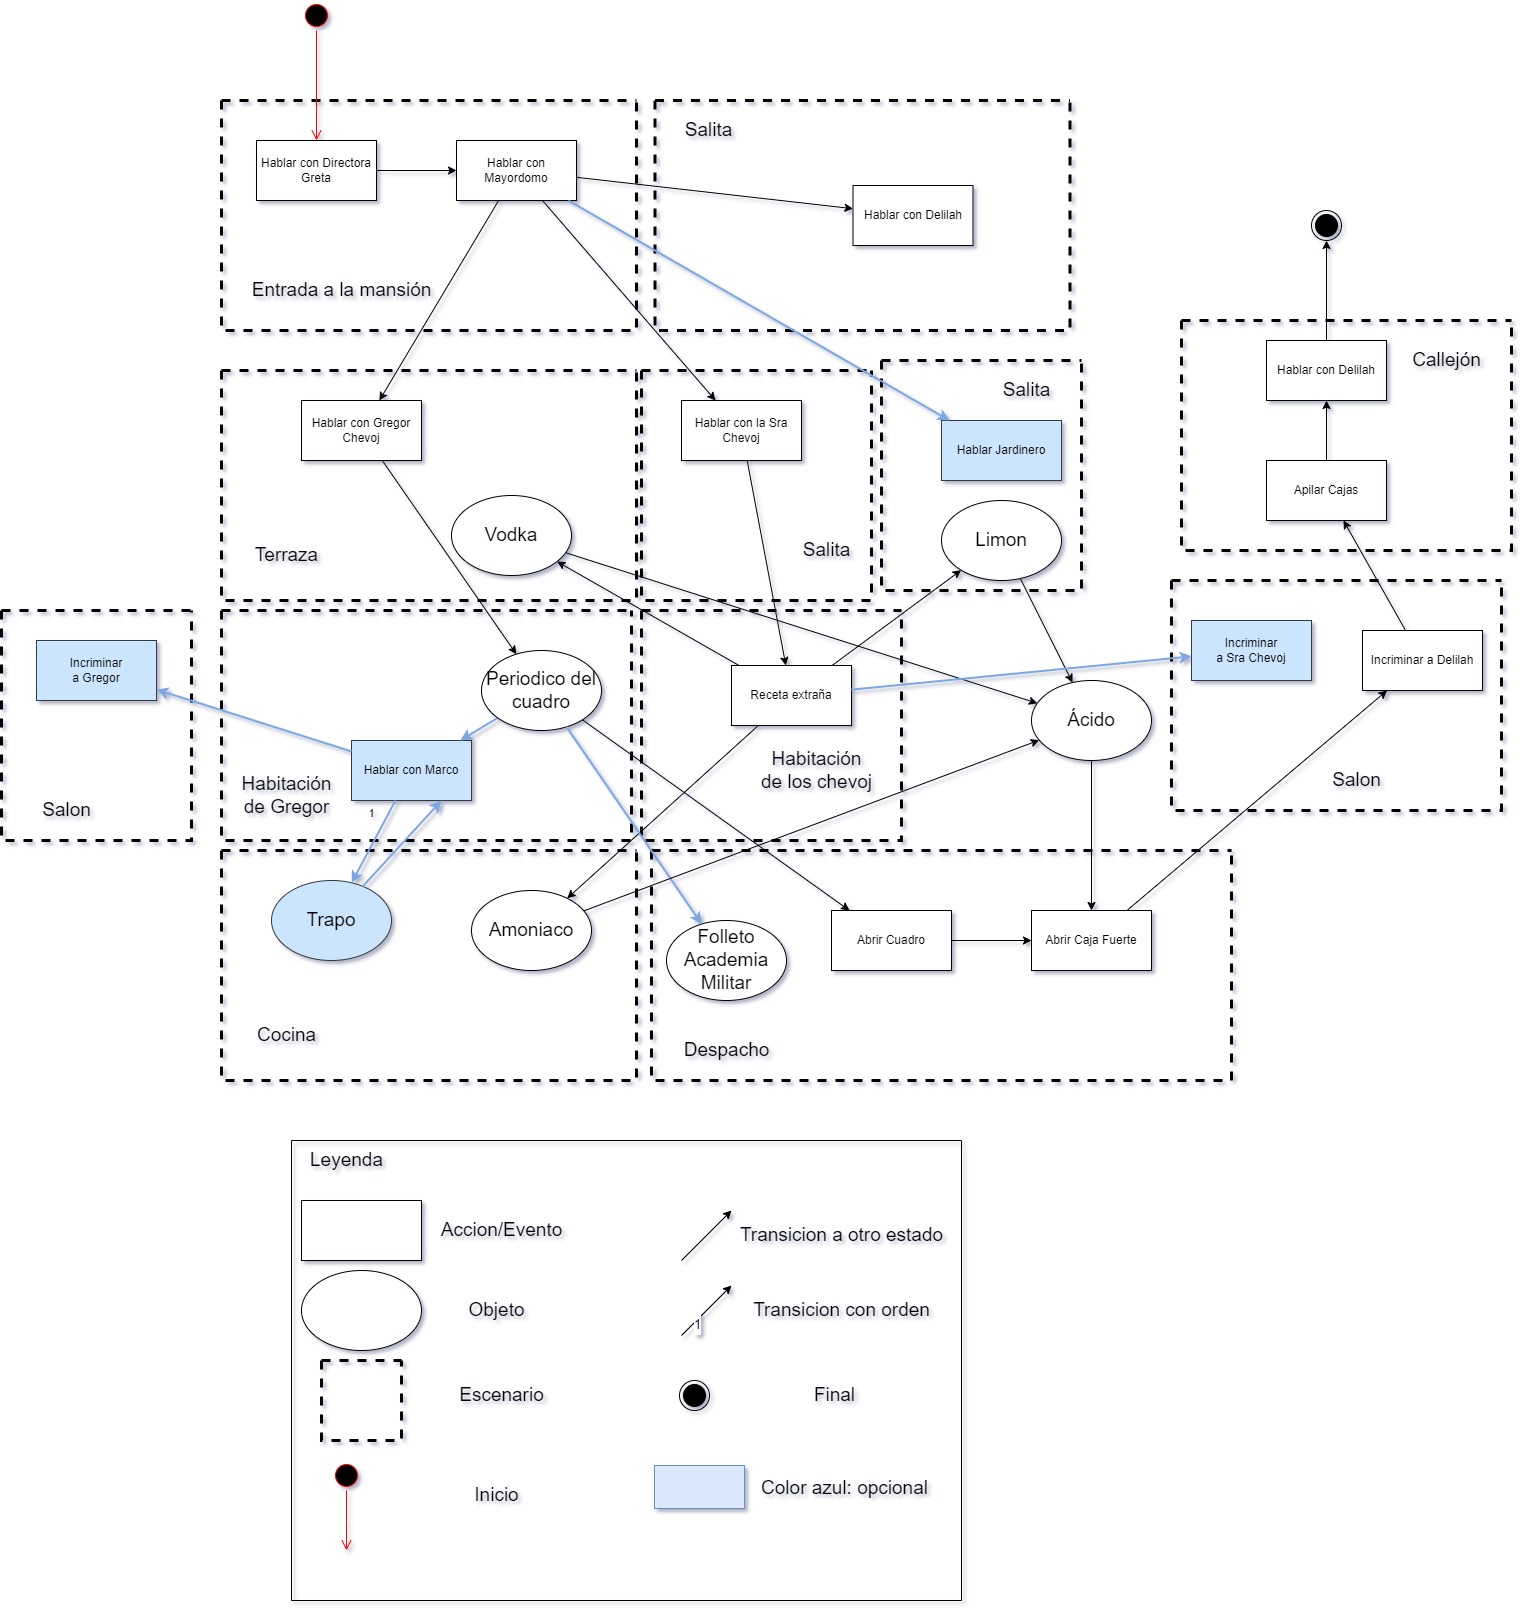 Salita
Hablar con Directora
Greta
Hablar con
Mayordomo
Hablar con Delilah
Entrada a la mansión
Hablar con Delilah
Callejón
Salita
Hablar con Gregor
Chevoj
Hablar con la Sra
Chevoj
Hablar Jardinero
Apilar Cajas
Vodka
Limon
Terraza
Salita
Incriminar
a Gregor
Incriminar
a Sra Chevoj
Incriminar a Delilah
Periodico del
cuadro
Receta extraña
Ácido
Hablar con Marco
Habitación
de Gregor
Habitación
de los chevoj
Salon
Salon
1
Trapo
Amoniaco
Folleto
Academia
Militar
Abrir Cuadro
Abrir Caja Fuerte
Cocina
Despacho
Leyenda
Accion/Evento
Transicion a otro estado
Objeto
1
Transicion con orden
Escenario
Final
Inicio
Color azul: opcional